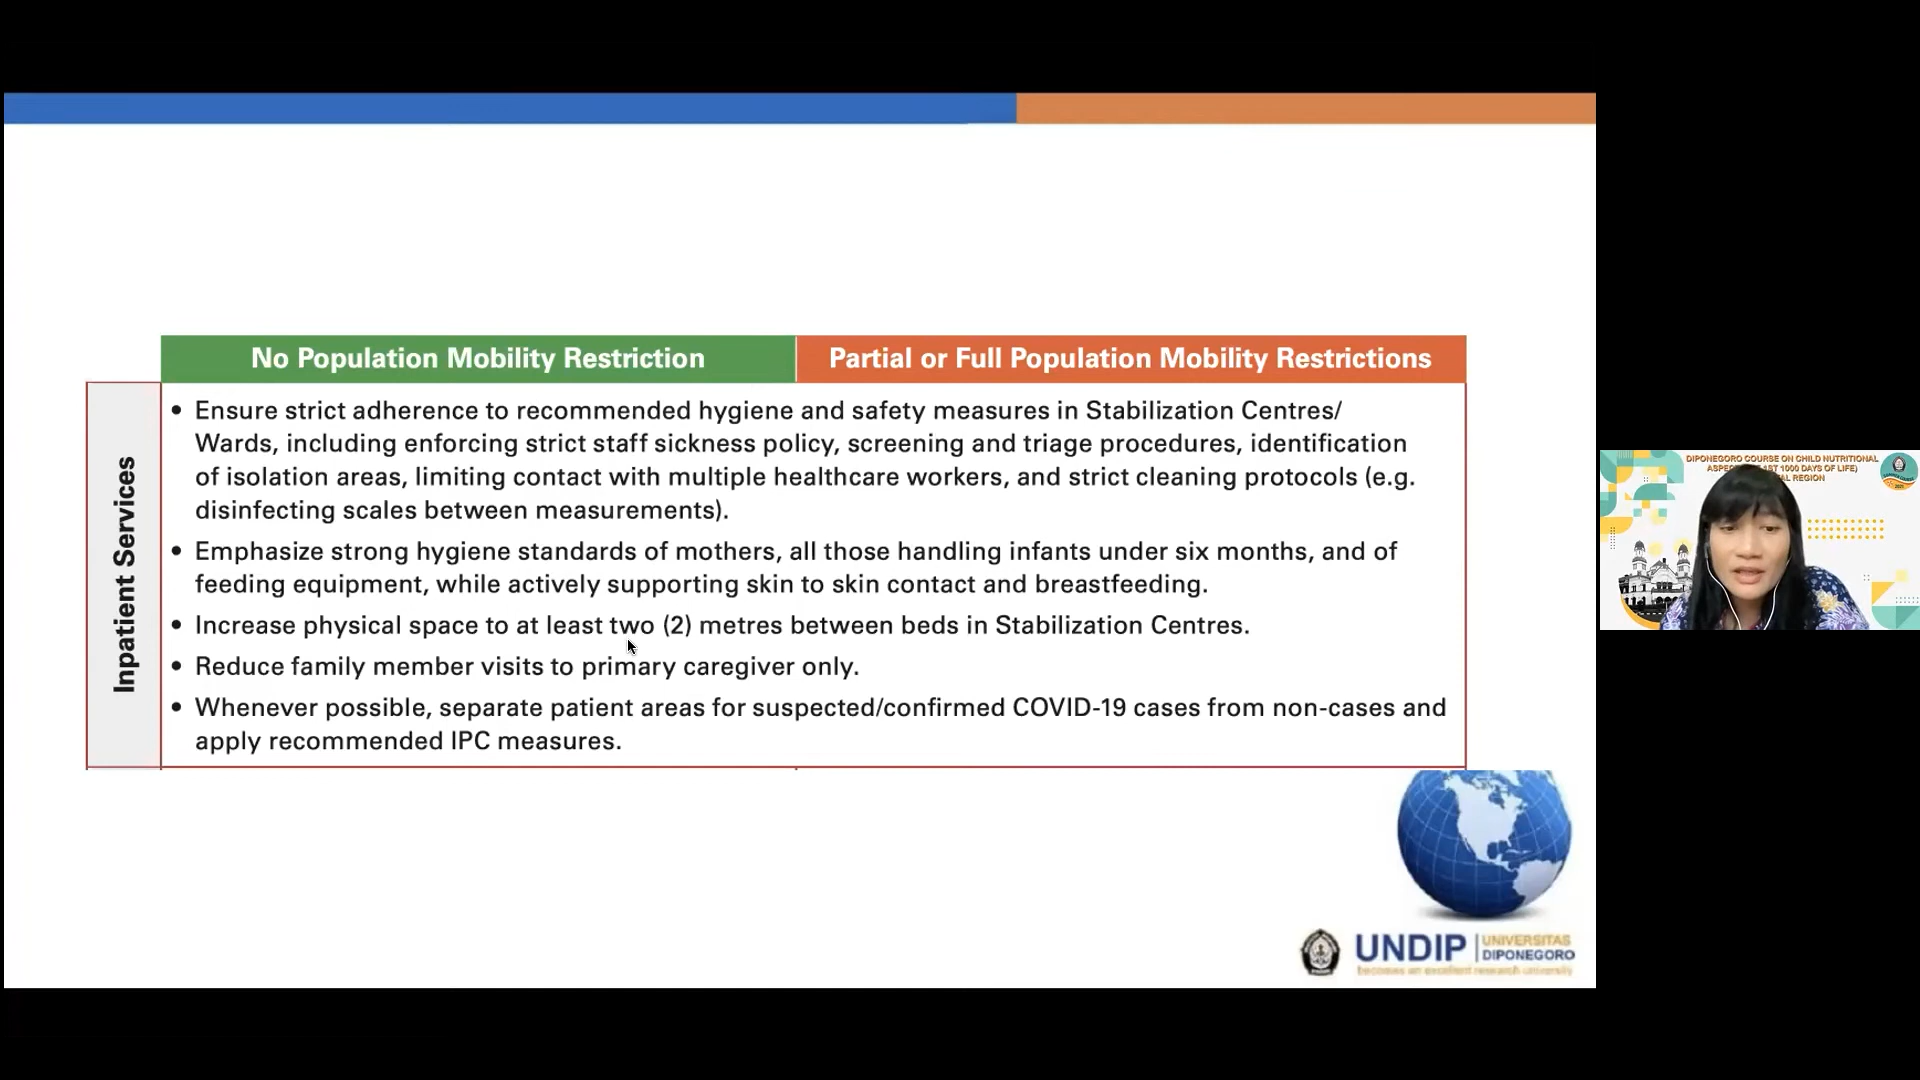 No Population Mobility Restriction
Partial or Full Population Mobility Restrictions
Inpatient Services
• Ensure strict adherence to recommended hygiene and safety measures in Stabilization Centres/
Wards, including enforcing strict staff sickness policy, screening and triage procedures, identification
of isolation areas, limiting contact with multiple healthcare workers, and strict cleaning protocols (e.g.
disinfecting scales between measurements).
• Emphasize strong hygiene standards of mothers, all those handling infants under six months, and of
feeding equipment, while actively supporting skin to skin contact and breastfeeding.
• Increase physical space to at least two (2) metres between beds in Stabilization Centres.
• Reduce family member visits to primary caregiver only.
• Whenever possible, separate patient areas for suspected/confirmed COVID-19 cases from non-cases and
apply recommended IPC measures.
UNDIP
UNIVERSITAS
DIPONEGORO
becomes an excellent research university
DIPONEGORO COURSE ON CHILD NUTRITIONAL
1ST 1000 DAYS OF LIFE)
REGION